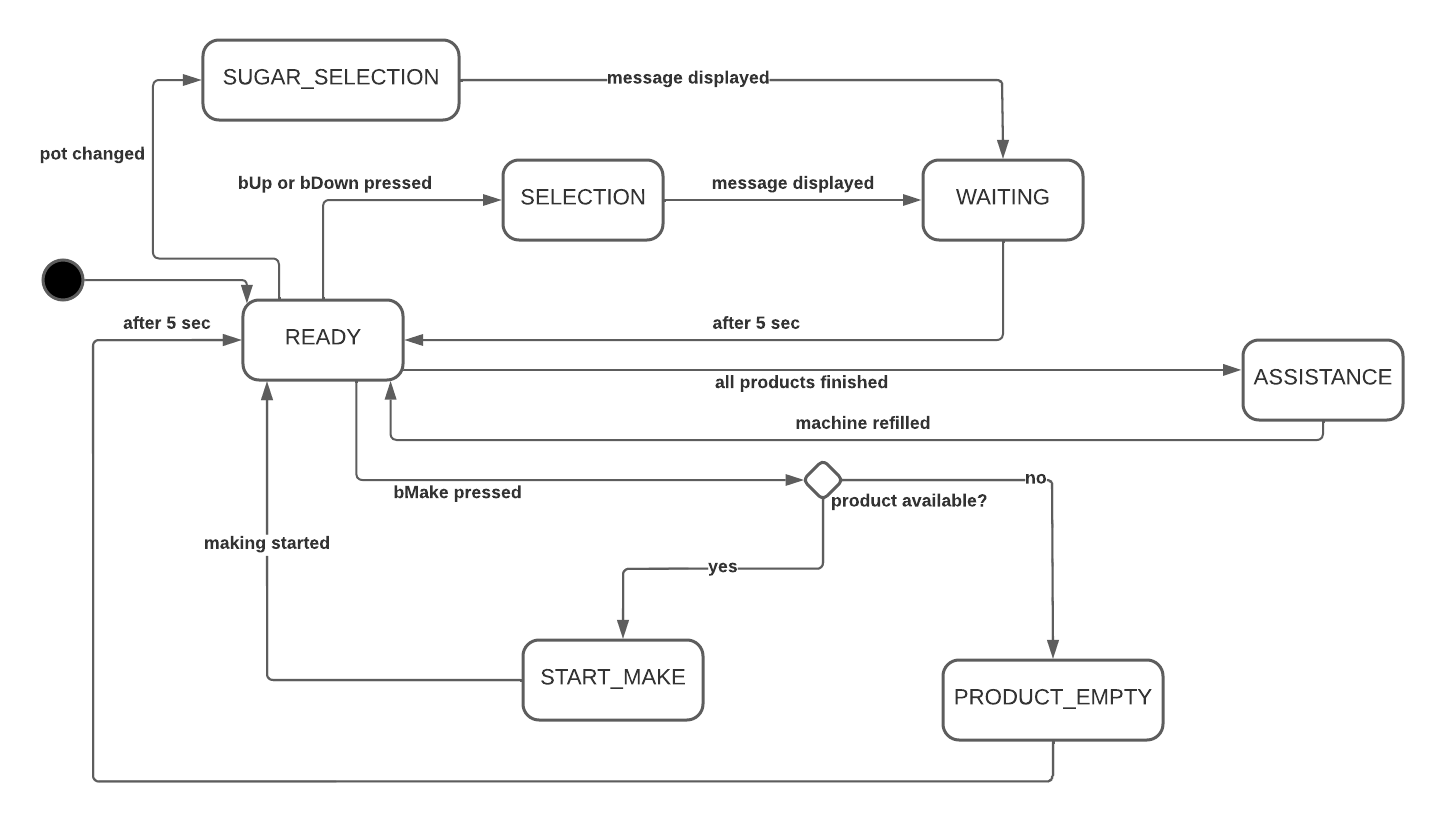 SUGAR_SELECTION
message displayed
pot changed
bUp or bDown pressed
SELECTION
message displayed
WAITING
after 5 sec
READY
after 5 sec
all products finished
ASSISTANCE
machine refilled
bMake pressed
no
product available?
making started
yes
START_MAKE
PRODUCT_EMPTY